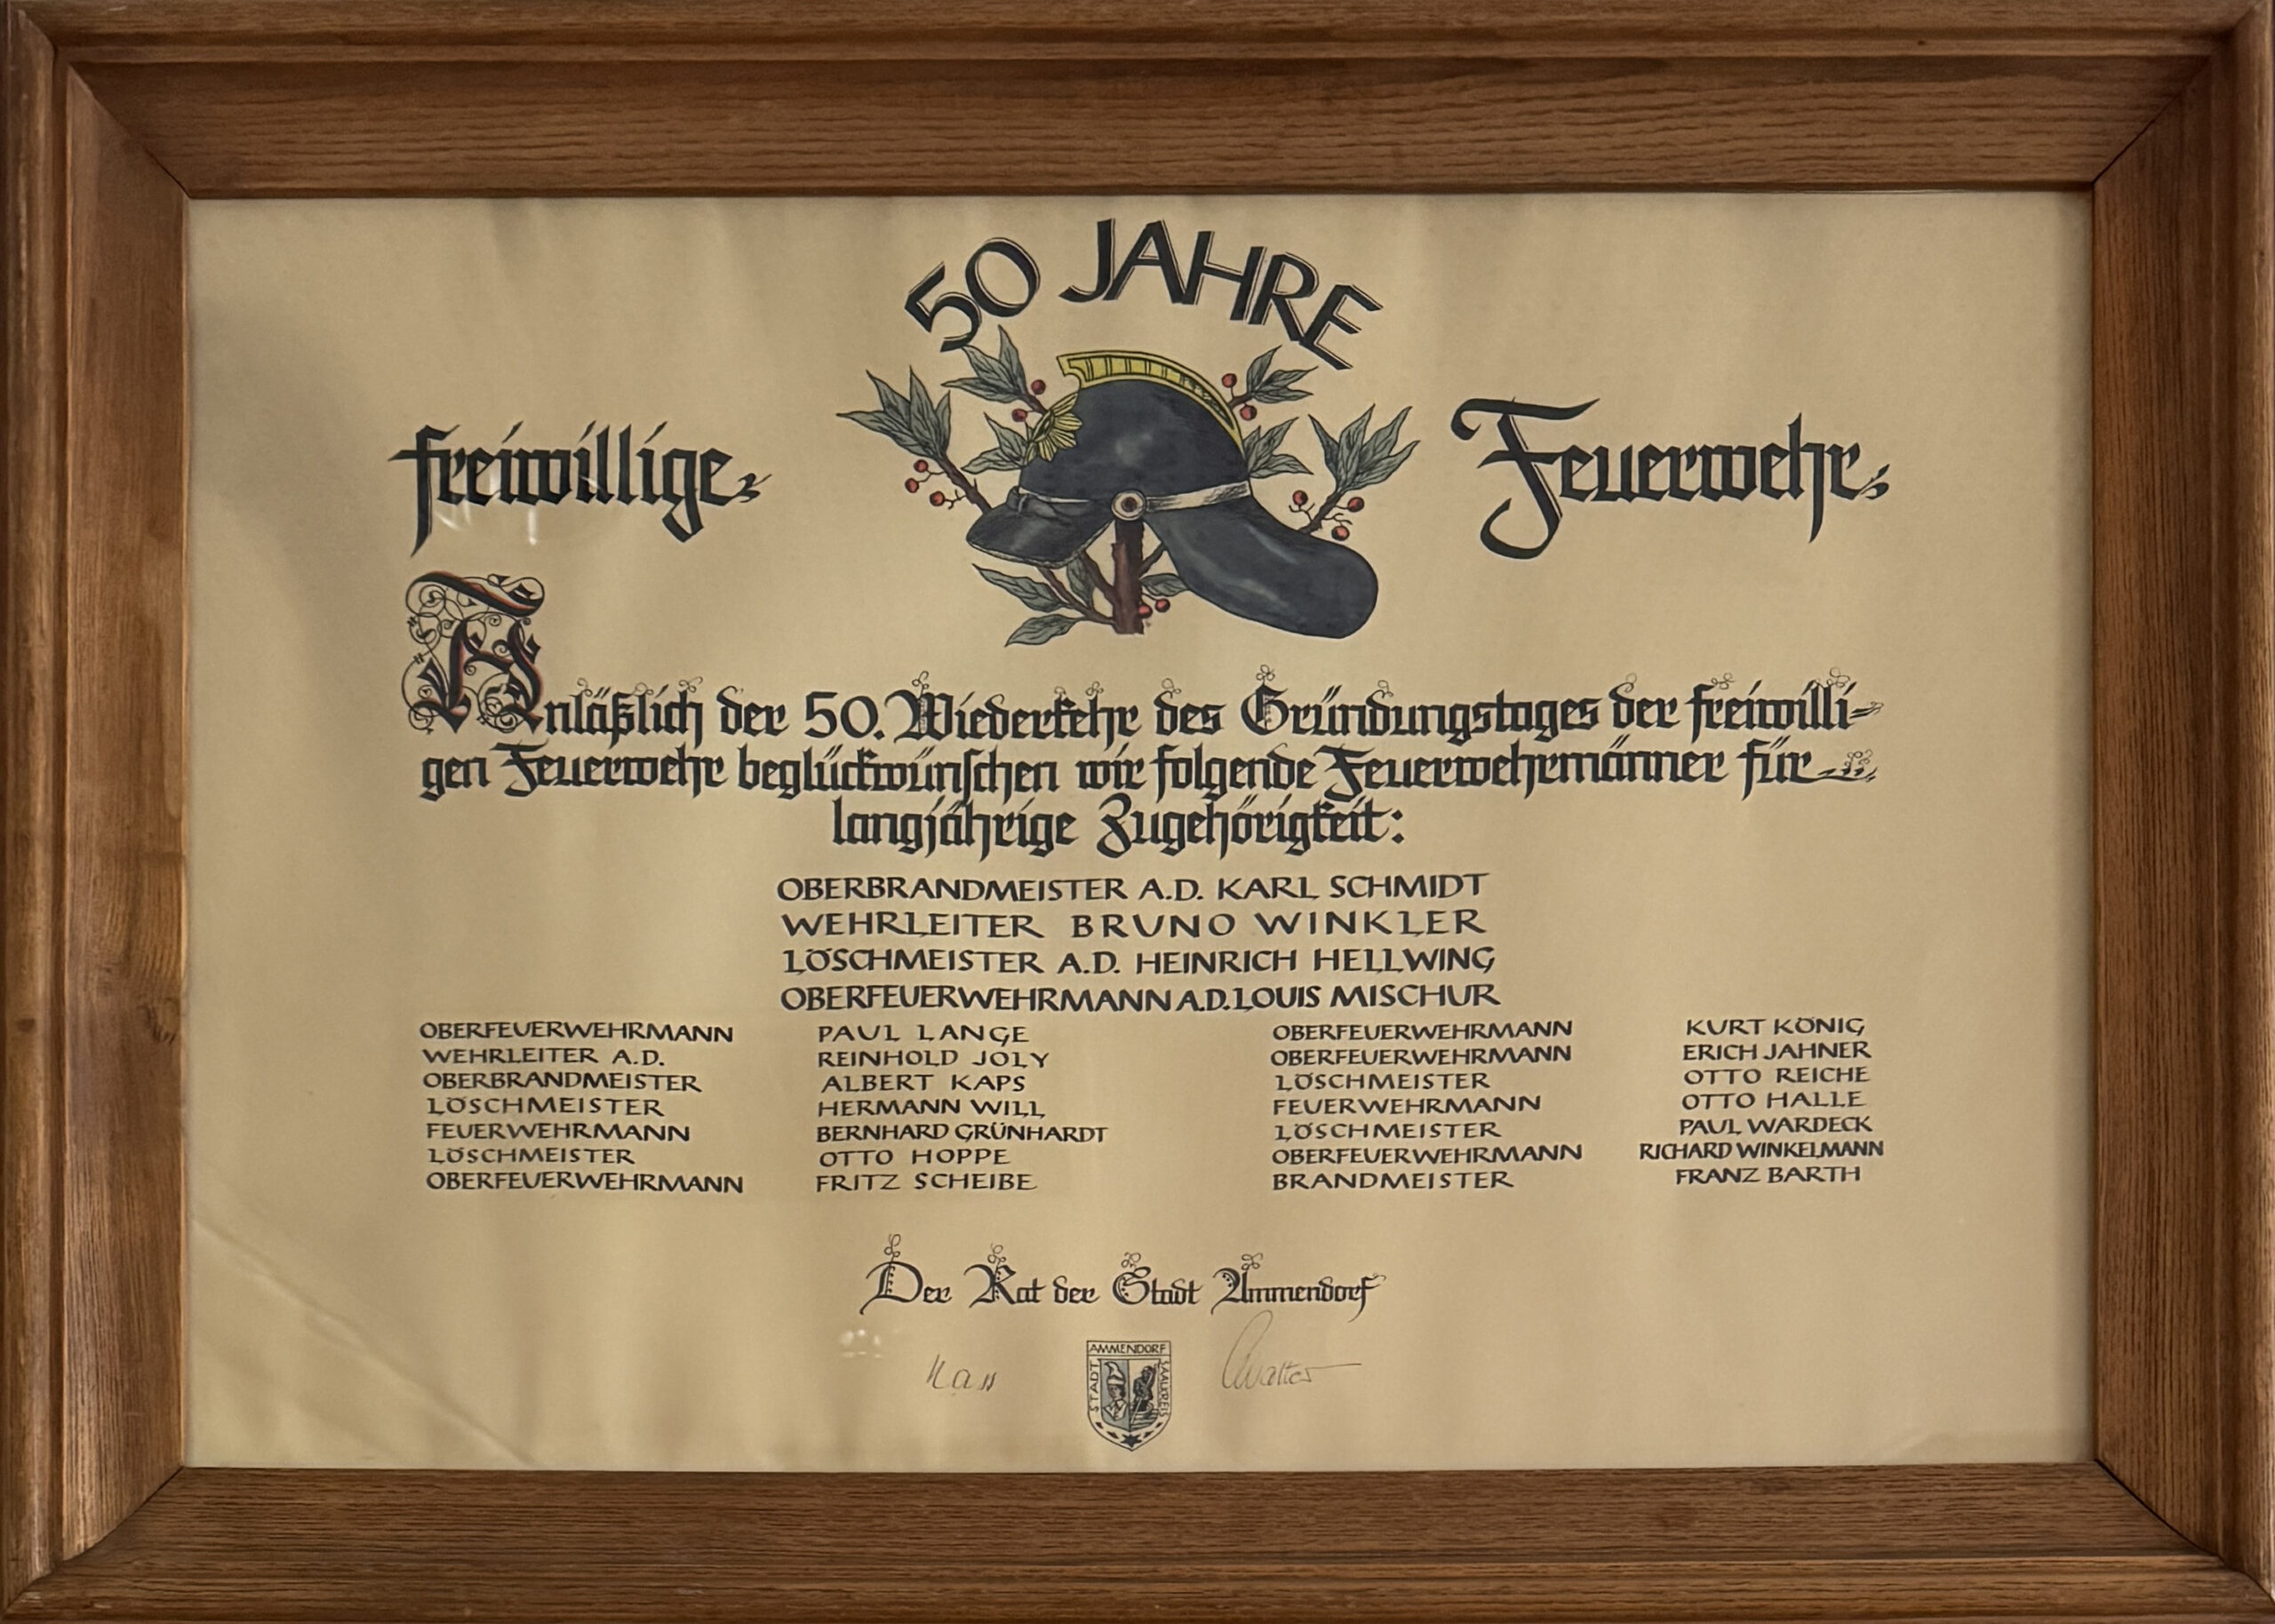 50 JAHRE
freiwillige
Feuerwehr
Anläßlich der 50. Wiederkehr des Gründungstages der freiwilli-
gen Feuerwehr beglückwünschen wir folgende Feuerwehrmänner für
langjährige Zugehörigkeit:
OBERBRANDMEISTER A.D. KARL SCHMIDT
WEHRLEITER BRUNO WINKLER
LÖSCHMEISTER A.D. HEINRICH HELLWING
OBERFEUERWEHRMANN A.D. LOUIS MISCHUR
OBERFEUERWEHRMANN PAUL LANGE
WEHRLEITER A.D. REINHOLD JOLY
OBERBRANDMEISTER ALBERT KAPS
LÖSCHMEISTER HERMANN WILL
FEUERWEHRMANN BERNHARD GRÜNHARDT
LÖSCHMEISTER OTTO HOPPE
OBERFEUERWEHRMANN FRITZ SCHEIBE
OBERFEUERWEHRMANN KURT KÖNIG
OBERFEUERWEHRMANN ERICH JAHNER
LÖSCHMEISTER OTTO REICHE
FEUERWEHRMANN OTTO HALLE
LÖSCHMEISTER PAUL WARDECK
OBERFEUERWEHRMANN RICHARD WINKELMANN
BRANDMEISTER FRANZ BARTH
Der Rat der Stadt Ammendorf
AMMENDORF
STADT
SAALKREIS